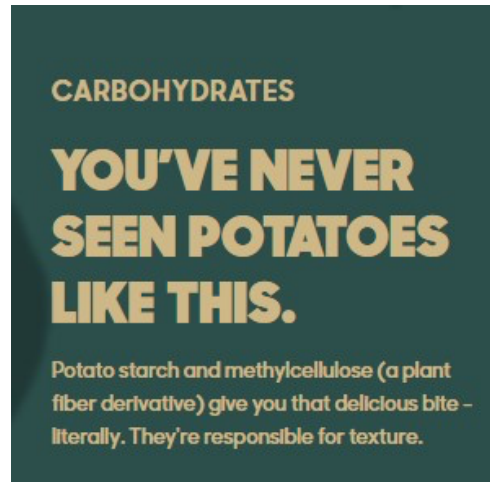 CARBOHYDRATES
YOU'VE NEVER
SEEN POTATOES
LIKE THIS.
Potato starch and methylcellulose (a plant
fiber derivative) give you that delicious bite –
literally. They're responsible for texture.